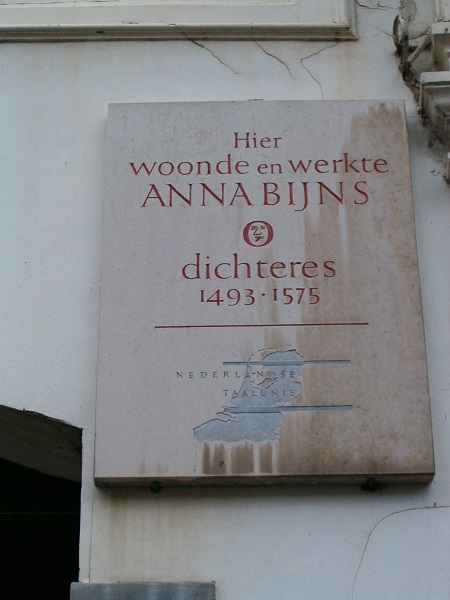 Hier
woonde en werkte
ANNA BIJNS
dichteres
1493 · 1575
NEDERLANDSE
TAALUNIE